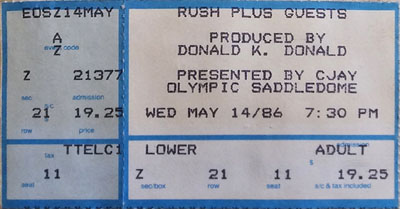 EOSZ14MAY
A
Z
event code
Z 21377
sec admission
21 s/c 19.25
row price
tax TTELC1
11
seat
RUSH PLUS GUESTS
PRODUCED BY
DONALD K. DONALD
PRESENTED BY CJAY
OLYMPIC SADDLEDOME
WED MAY 14/86 7:30 PM
LOWER ADULT
admission
Z 21 11 $ 19.25
sec/box row seat s/c & tax included